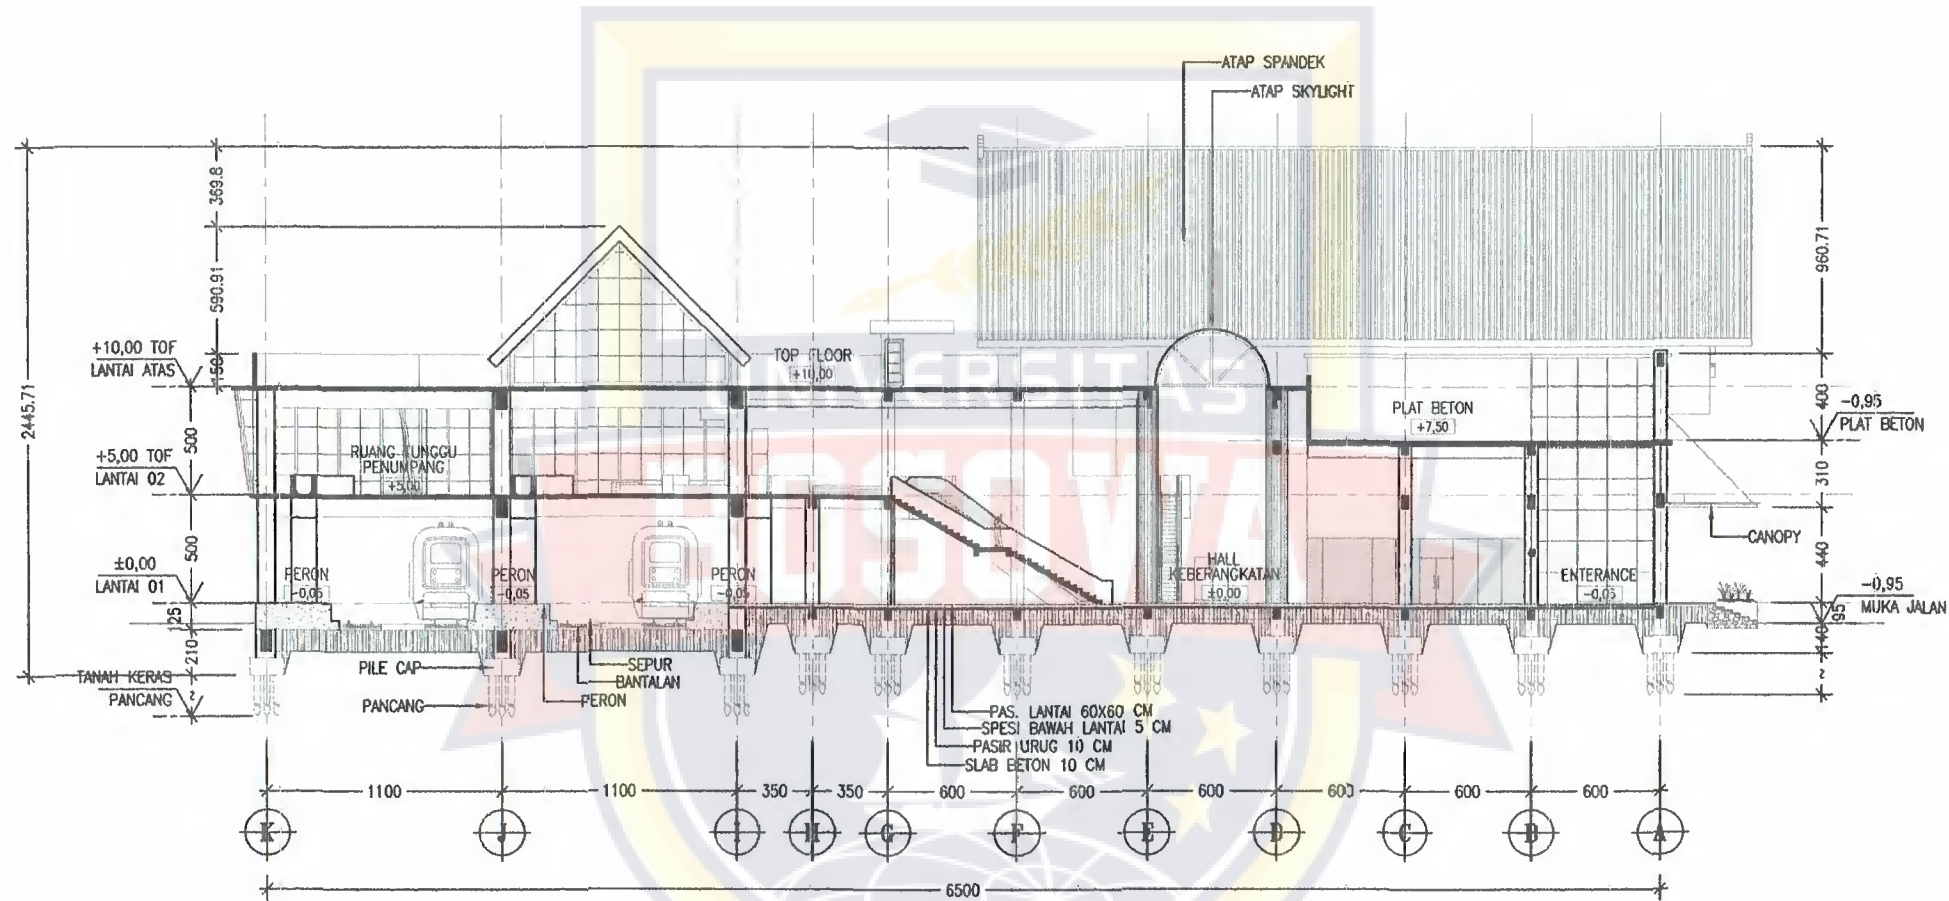 ATAP SPANDEK
ATAP SKYLIGHT
369.8
590.91
150
500
500
125
210
~
2445.71
+10,00 TOF
LANTAI ATAS
+5,00 TOF
LANTAI 02
±0,00
LANTAI 01
TANAH KERAS
PANCANG
TOP FLOOR
+10,00
RUANG TUNGGU
PENUMPANG
+5,00
PERON
-0,05
PERON
-0,05
PERON
-0,05
UNIVERSITAS
BOSOWA
HALL
KEBERANGKATAN
±0,00
PLAT BETON
+7,50
ENTERANCE
-0,05
960.71
400
310
440
95
140
~
-0,95
PLAT BETON
CANOPY
-0,95
MUKA JALAN
PILE CAP
PANCANG
SEPUR
BANTALAN
PERON
PAS. LANTAI 60X60 CM
SPESI BAWAH LANTAI 5 CM
PASIR URUG 10 CM
SLAB BETON 10 CM
1100 1100 350 350 600 600 600 600 600 600
K J I H G F E D C B A
6500